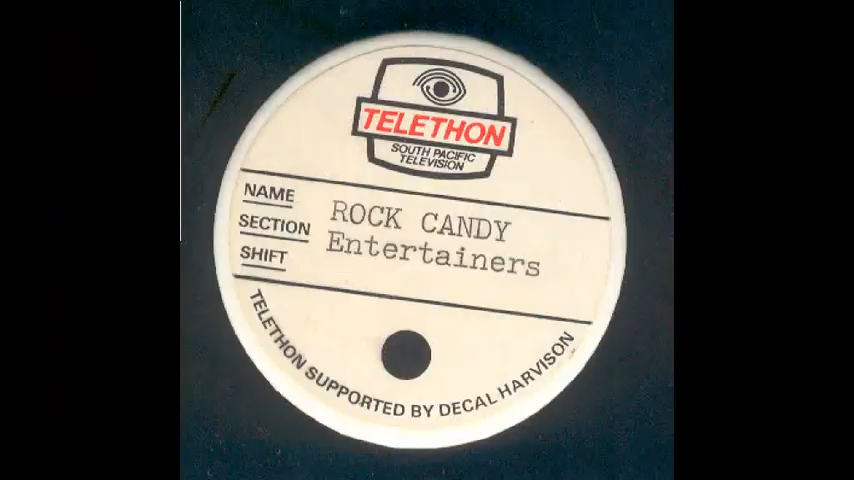 TELETHON
SOUTH PACIFIC
TELEVISION
NAME ROCK CANDY
SECTION Entertainers
SHIFT
TELETHON SUPPORTED BY DECAL HARVISON